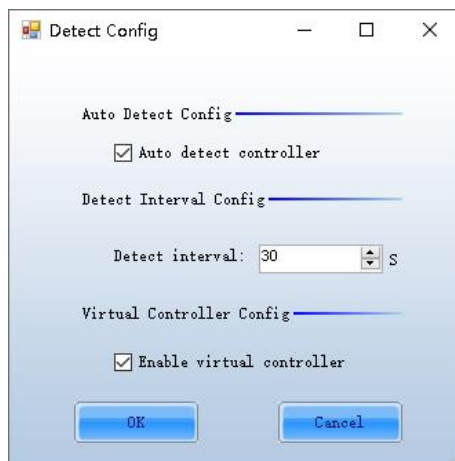 Detect Config
Auto Detect Config
Auto detect controller
Detect Interval Config
Detect interval: 30 S
Virtual Controller Config
Enable virtual controller
OK Cancel